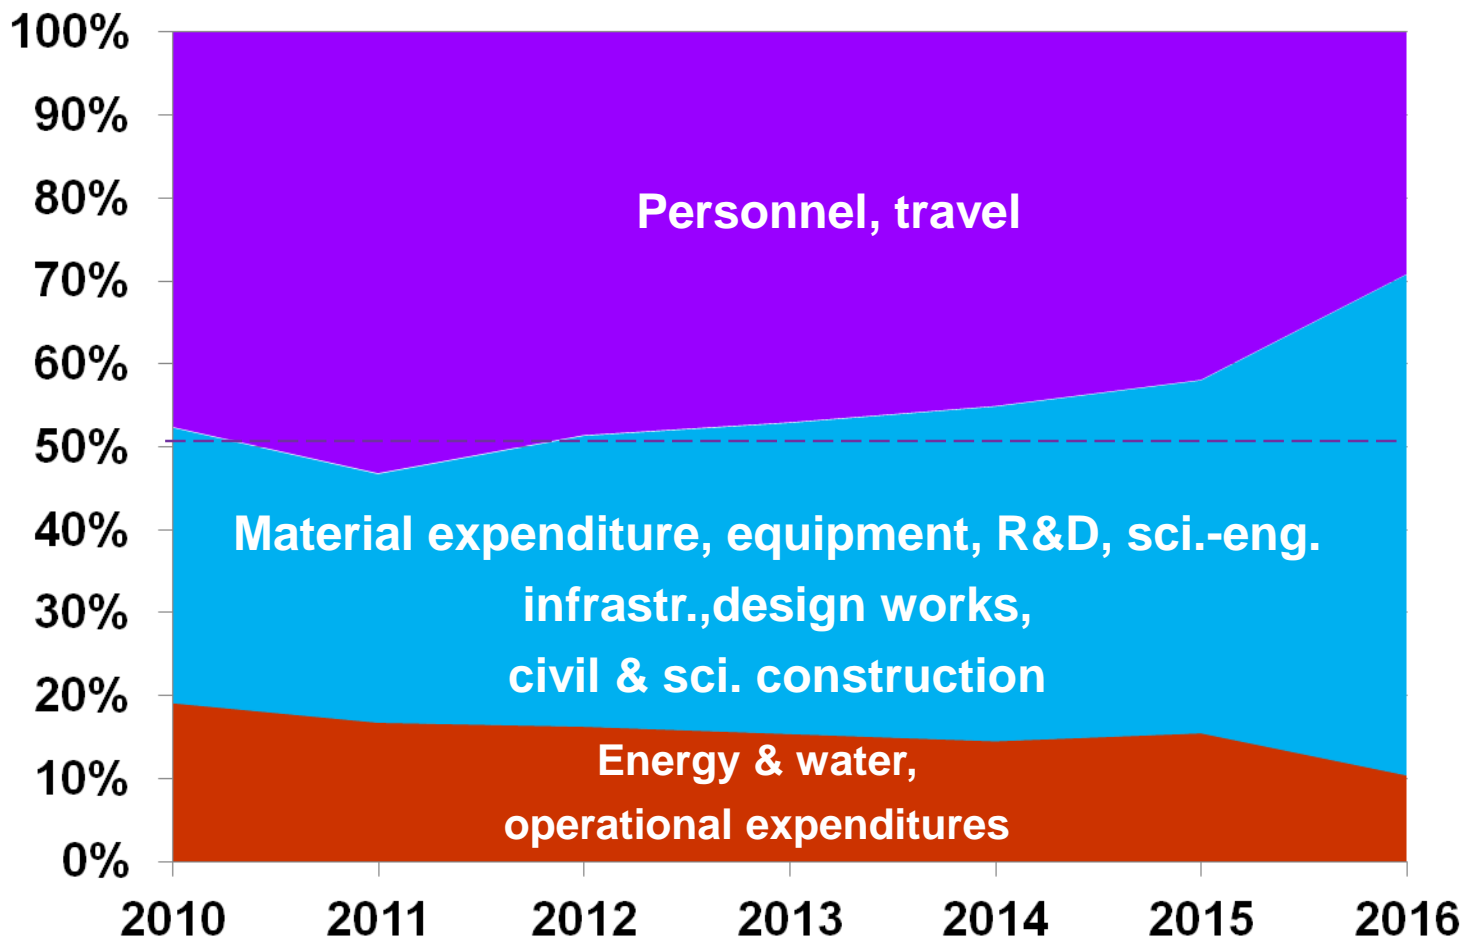 100%
90%
80%
70%
60%
50%
40%
30%
20%
10%
0%
Personnel, travel
Material expenditure, equipment, R&D, sci.-eng.
infrastr.,design works,
civil & sci. construction
Energy & water,
operational expenditures
2010 2011 2012 2013 2014 2015 2016